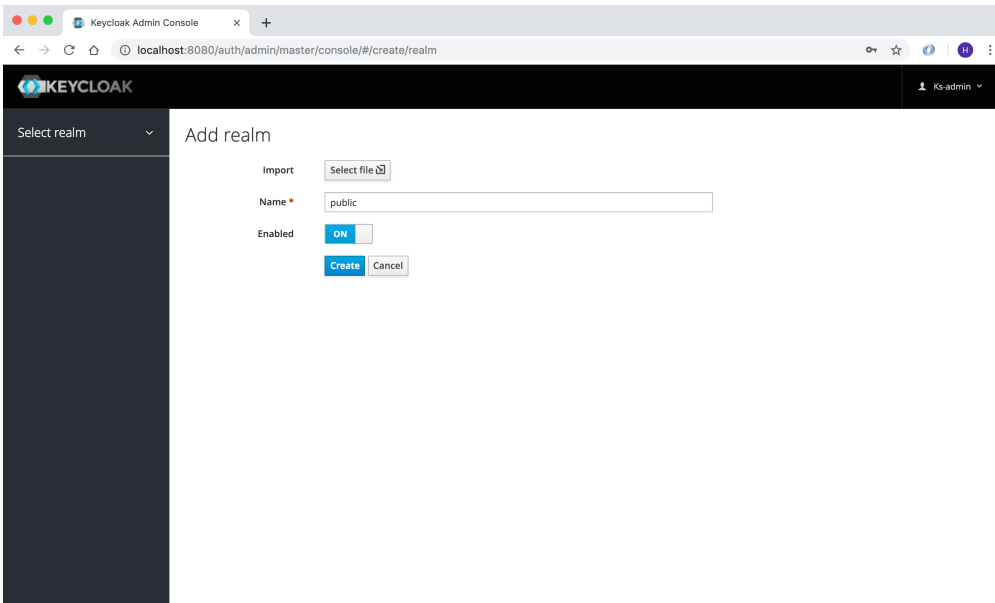 Keycloak Admin Console
localhost:8080/auth/admin/master/console/#/create/realm
H
KEYCLOAK
Ks-admin
Select realm
Add realm
Import Select file
Name * public
Enabled ON
Create Cancel